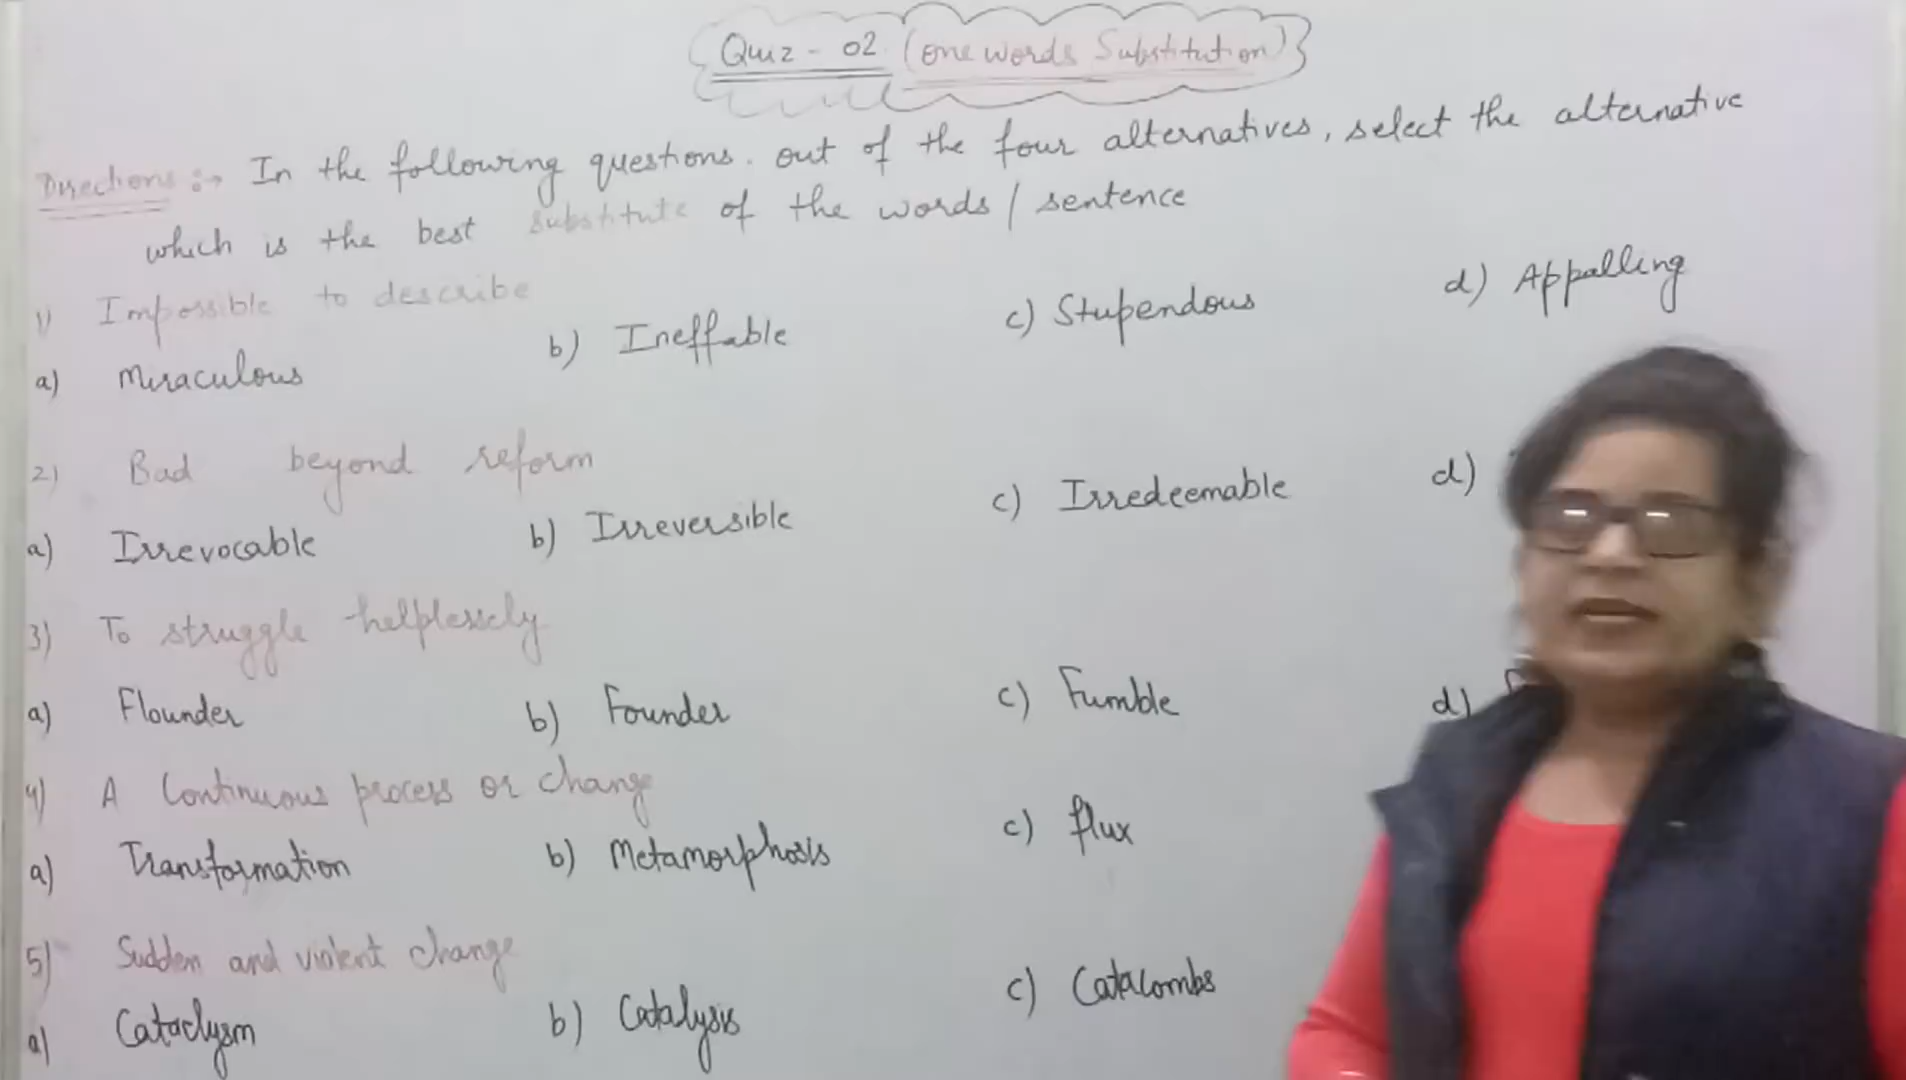 Quiz - 02 (one words Substitution)
Directions :→ In the following questions. out of the four alternatives, select the alternative
which is the best substitute of the words / sentence
1) Impossible to describe
a) Miraculous b) Ineffable c) Stupendous d) Appalling
2) Bad beyond reform
a) Irrevocable b) Irreversible c) Irredeemable d)
3) To struggle helplessely
a) Flounder b) Founder c) Fumble d)
4) A Continuous process or change
a) Transformation b) Metamorphosis c) flux
5) Sudden and violent change
a) Cataclysm b) Catalysis c) Catacombs